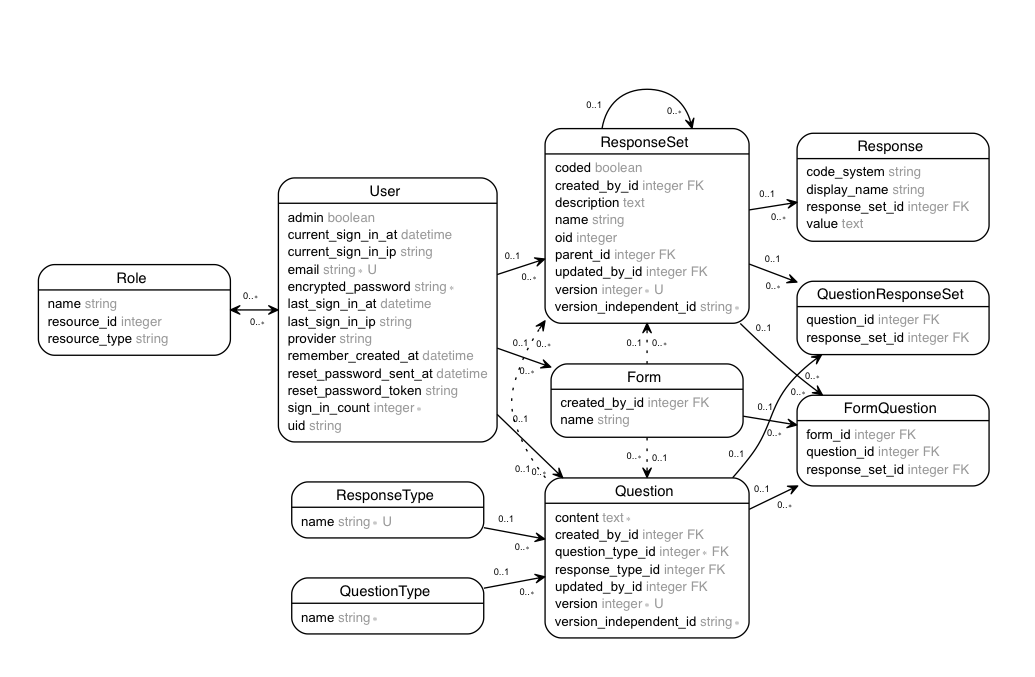 Role
name string
resource_id integer
resource_type string
0..∗
0..∗
User
admin boolean
current_sign_in_at datetime
current_sign_in_ip string
email string ∗ U
encrypted_password string ∗
last_sign_in_at datetime
last_sign_in_ip string
provider string
remember_created_at datetime
reset_password_sent_at datetime
reset_password_token string
sign_in_count integer ∗
uid string
0..1
0..∗
0..1
0..∗
0..1
0..∗
ResponseType
name string ∗ U
0..1
0..∗
QuestionType
name string ∗
0..1
0..∗
0..1
0..∗
ResponseSet
coded boolean
created_by_id integer FK
description text
name string
oid integer
parent_id integer FK
updated_by_id integer FK
version integer ∗ U
version_independent_id string ∗
0..1
0..∗
0..∗
0..1
0..∗
Form
created_by_id integer FK
name string
0..∗
0..1
Question
content text ∗
created_by_id integer FK
question_type_id integer ∗ FK
response_type_id integer FK
updated_by_id integer FK
version integer ∗ U
version_independent_id string ∗
0..1
0..∗
0..1
0..∗
0..1
0..∗
0..1
0..∗
0..1
0..∗
0..1
0..∗
Response
code_system string
display_name string
response_set_id integer FK
value text
QuestionResponseSet
question_id integer FK
response_set_id integer FK
FormQuestion
form_id integer FK
question_id integer FK
response_set_id integer FK